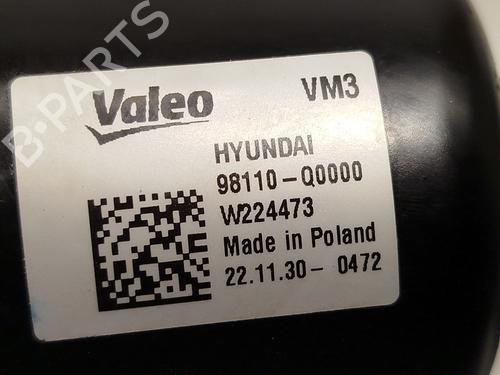 B-PARTS
Valeo VM3
HYUNDAI
98110-Q0000
W224473
Made in Poland
22.11.30- 0472